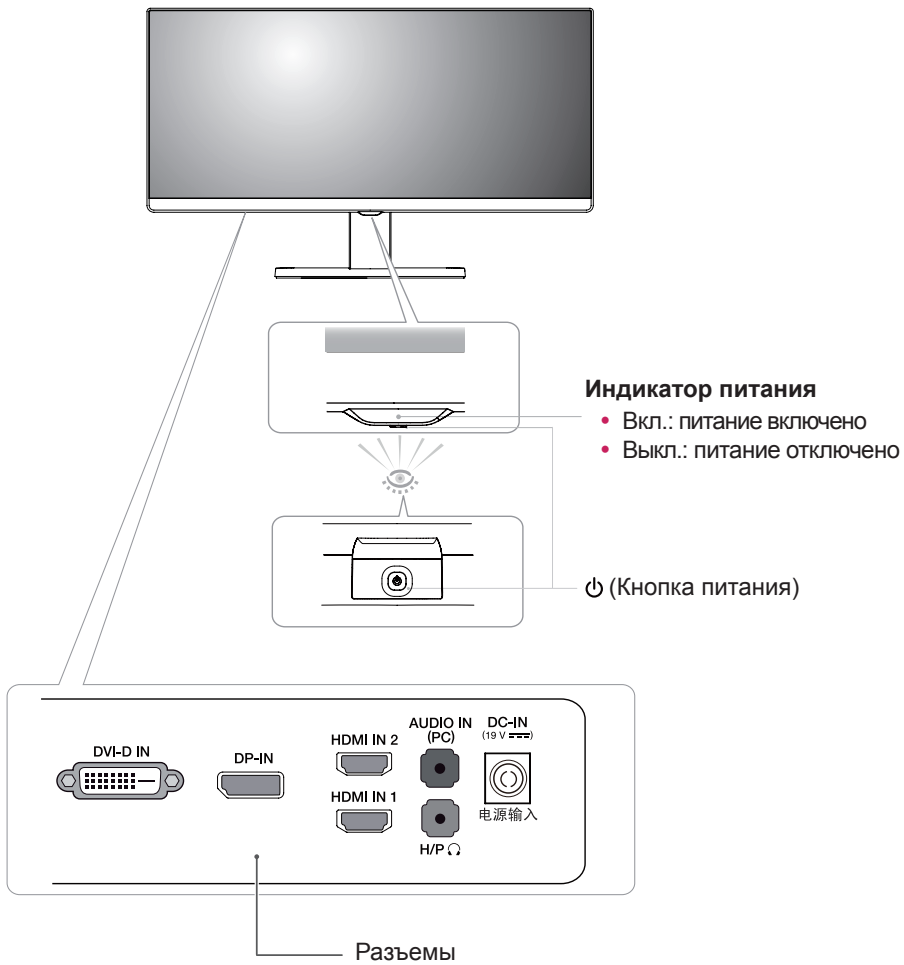 Индикатор питания
• Вкл.: питание включено
• Выкл.: питание отключено
(Кнопка питания)
DVI-D IN
DP-IN
HDMI IN 2
HDMI IN 1
AUDIO IN
(PC)
H/P
DC-IN
(19 V ⎓)
电源输入
Разъемы